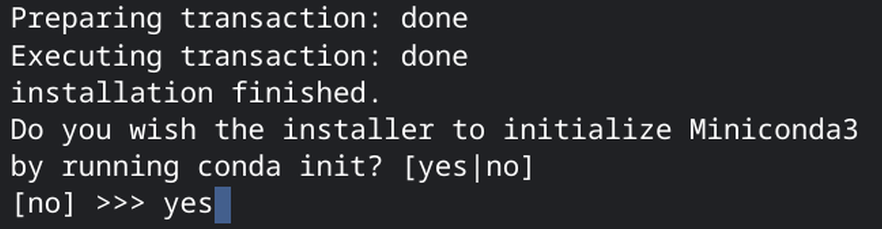 Preparing transaction: done
Executing transaction: done
installation finished.
Do you wish the installer to initialize Miniconda3
by running conda init? [yes|no]
[no] >>> yes